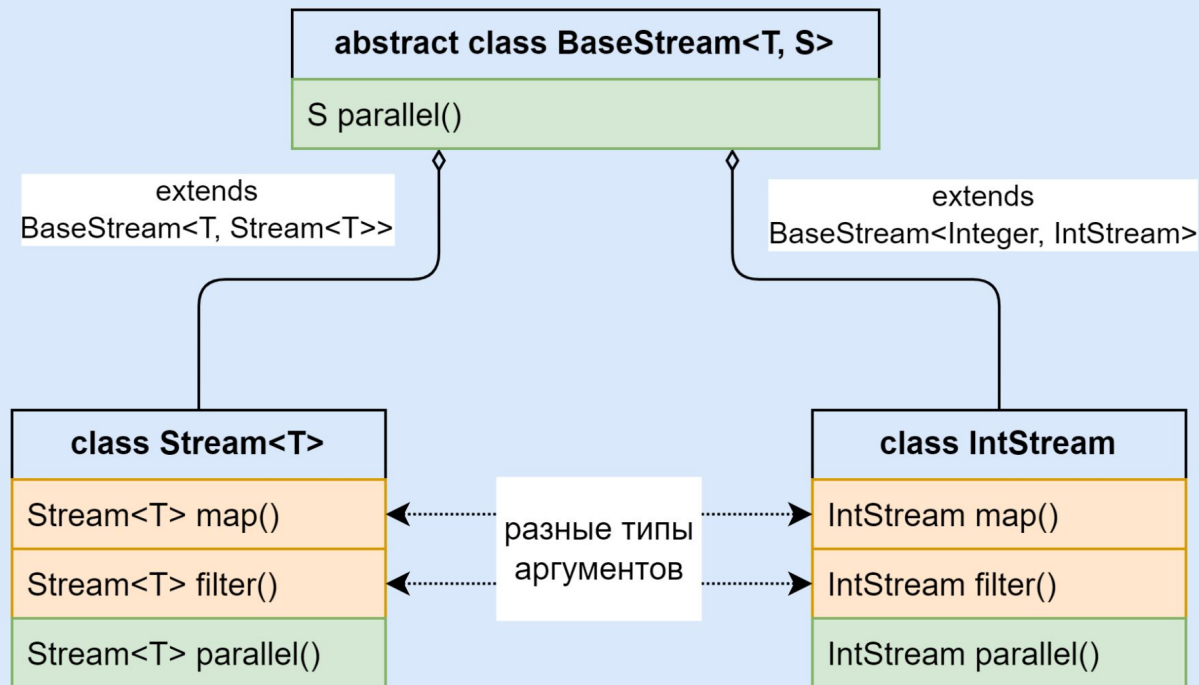 abstract class BaseStream<T, S>
S parallel()
extends
BaseStream<T, Stream<T>>
extends
BaseStream<Integer, IntStream>
class Stream<T>
Stream<T> map()
Stream<T> filter()
Stream<T> parallel()
разные типы
аргументов
class IntStream
IntStream map()
IntStream filter()
IntStream parallel()